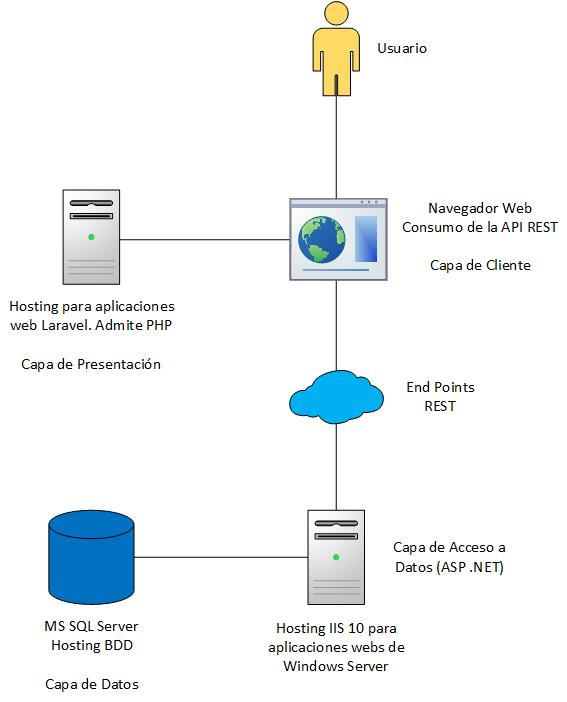 Usuario
Navegador Web
Consumo de la API REST
Capa de Cliente
Hosting para aplicaciones
web Laravel. Admite PHP
Capa de Presentación
End Points
REST
Capa de Acceso a
Datos (ASP .NET)
MS SQL Server
Hosting BDD
Capa de Datos
Hosting IIS 10 para
aplicaciones webs de
Windows Server